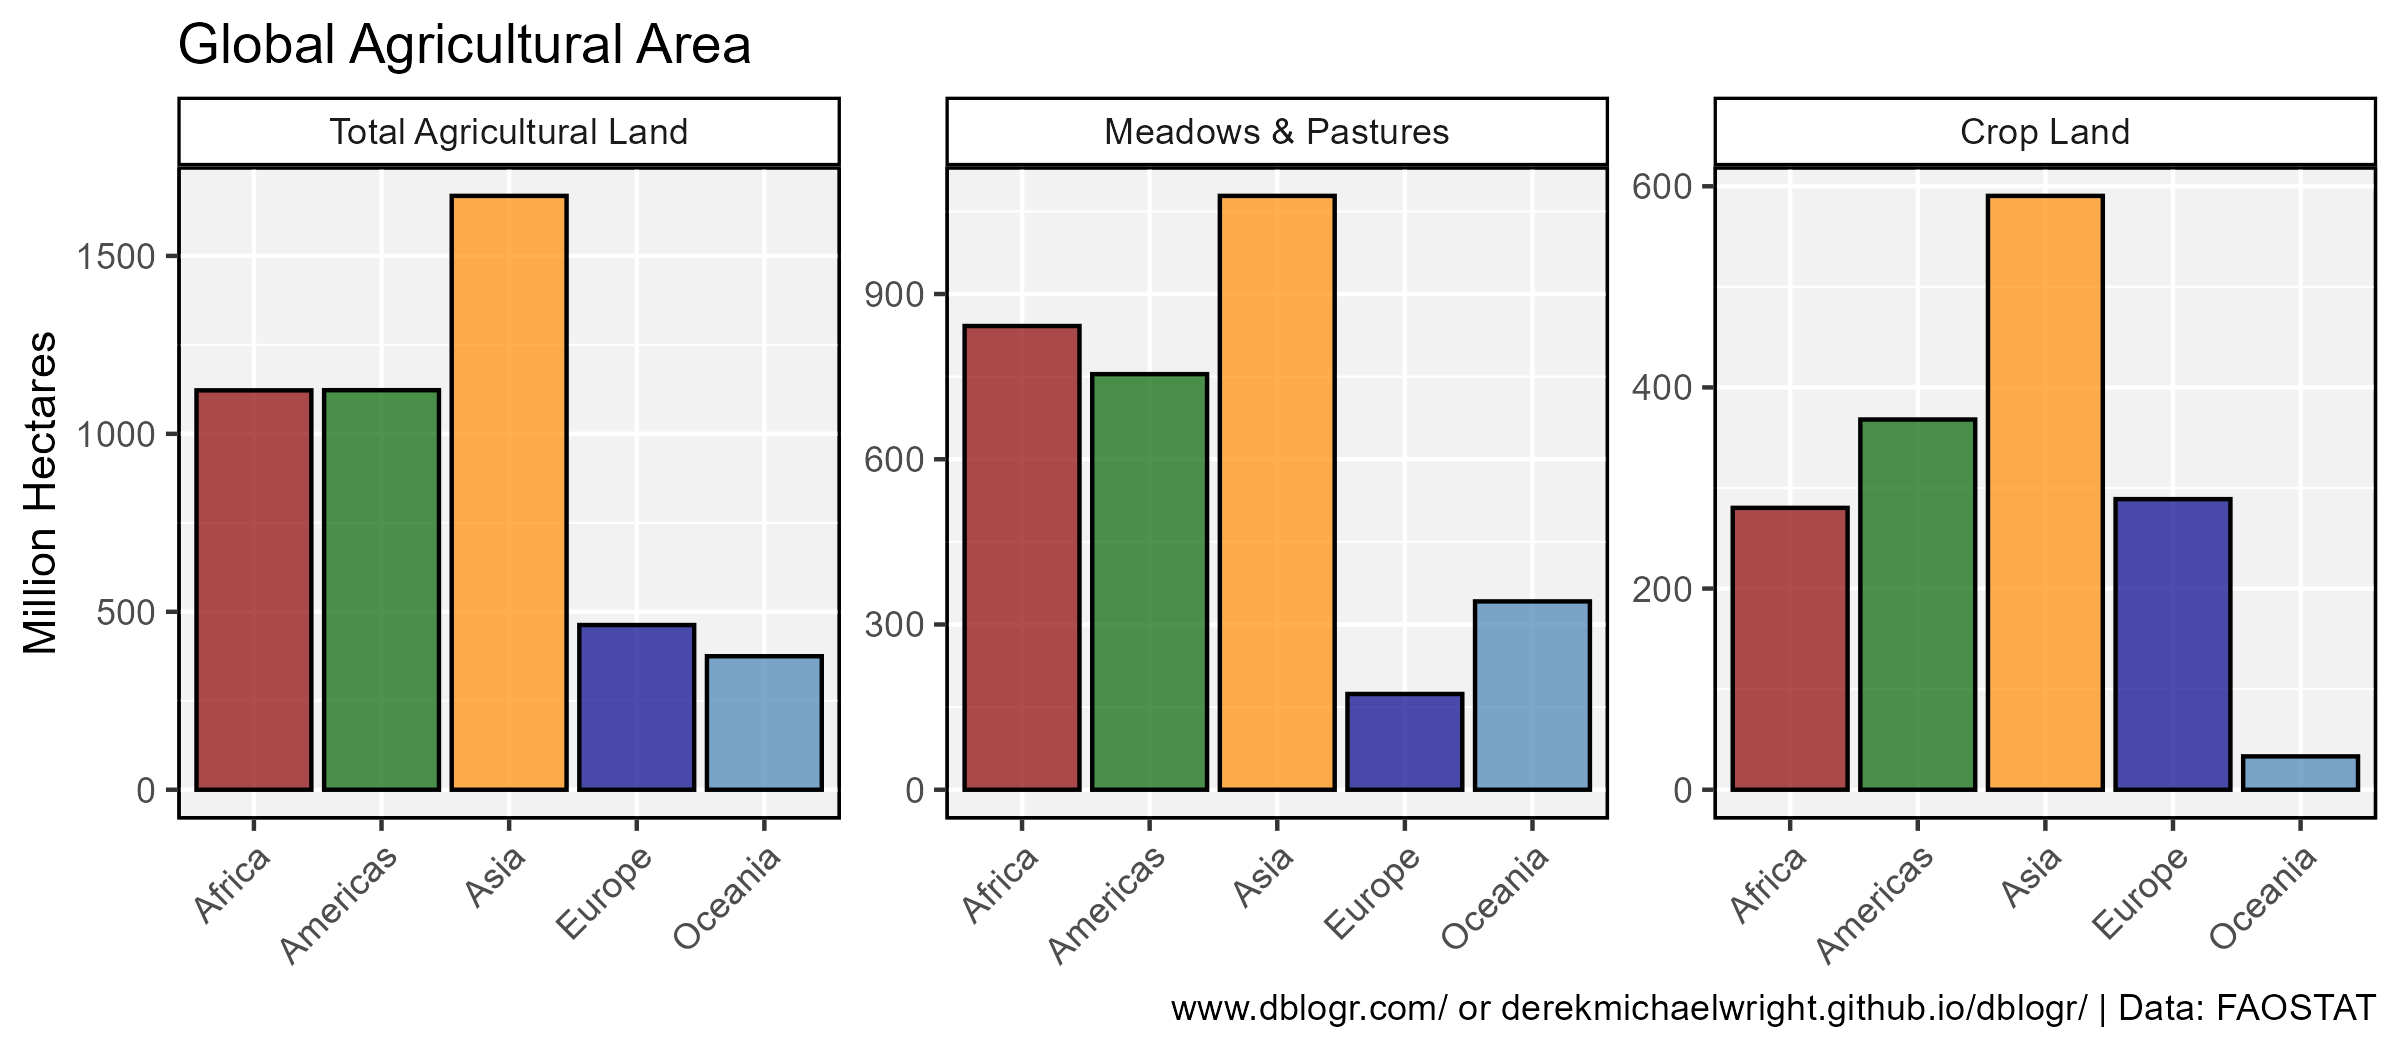 Global Agricultural Area
Total Agricultural Land
Meadows & Pastures
Crop Land
Million Hectares
1500
1000
500
0
900
600
300
0
600
400
200
0
Africa
Americas
Asia
Europe
Oceania
Africa
Americas
Asia
Europe
Oceania
Africa
Americas
Asia
Europe
Oceania
www.dblogr.com/ or derekmichaelwright.github.io/dblogr/ | Data: FAOSTAT